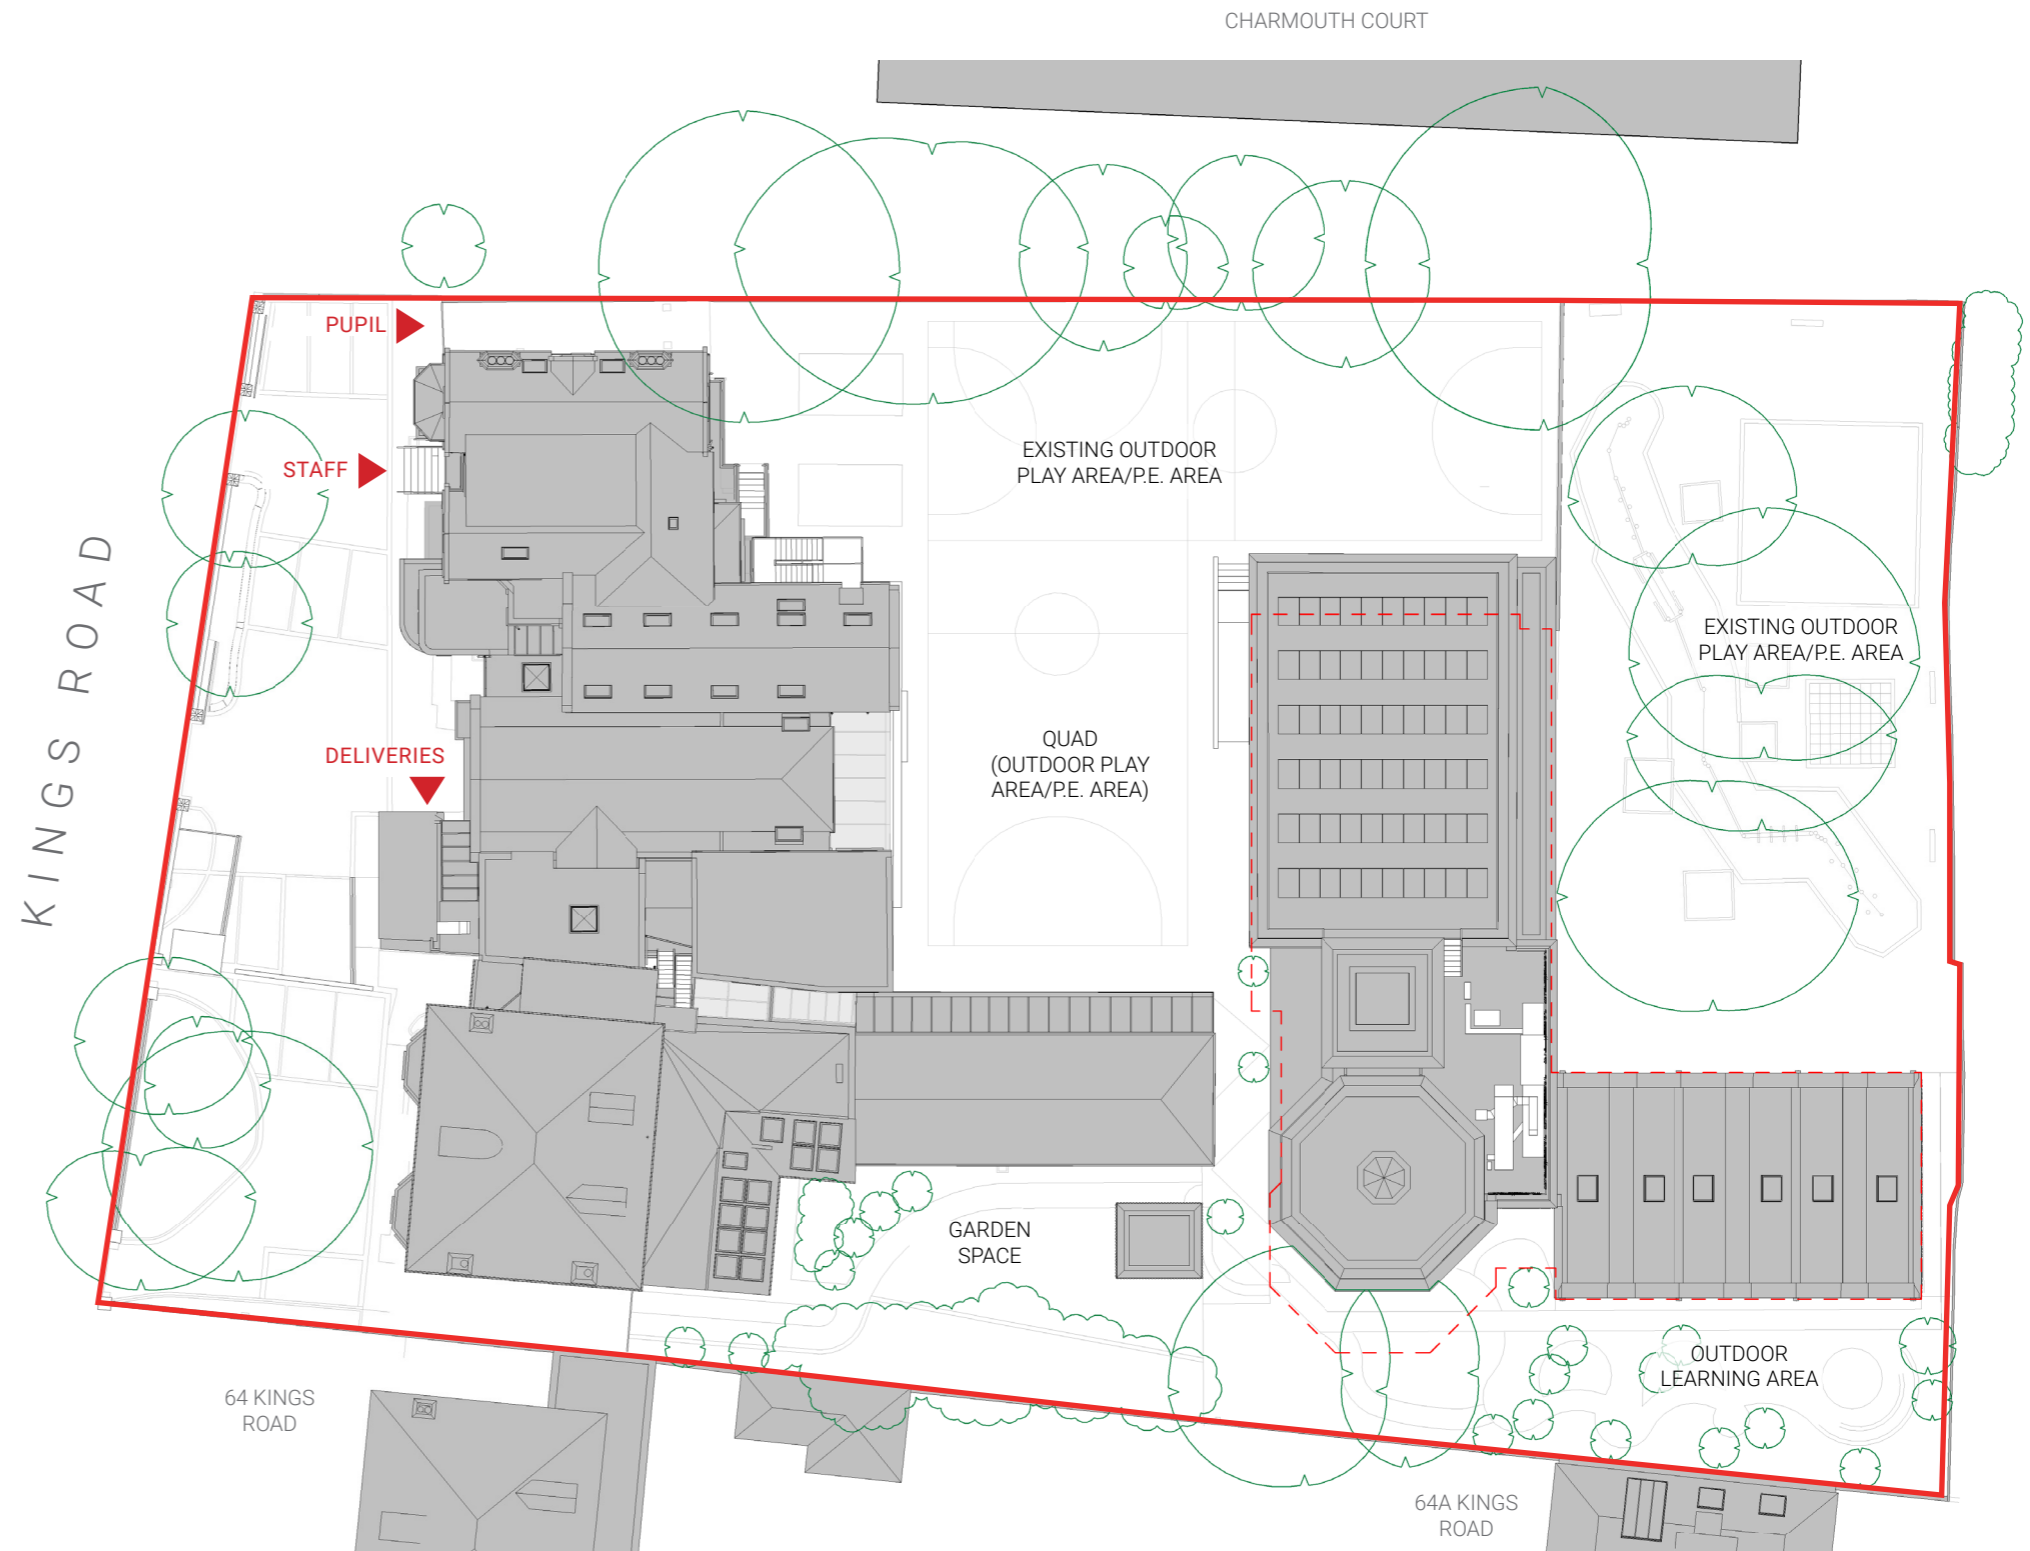 CHARMOUTH COURT
PUPIL
STAFF
DELIVERIES
KINGS ROAD
EXISTING OUTDOOR
PLAY AREA/P.E. AREA
QUAD
(OUTDOOR PLAY
AREA/P.E. AREA)
EXISTING OUTDOOR
PLAY AREA/P.E. AREA
GARDEN
SPACE
OUTDOOR
LEARNING AREA
64 KINGS
ROAD
64A KINGS
ROAD